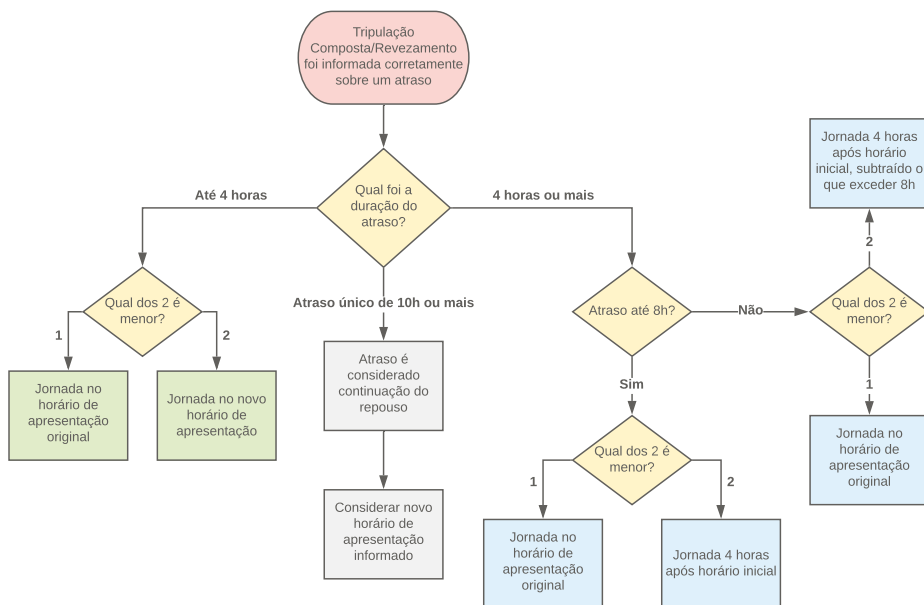 Tripulação
Composta/Revezamento
foi informada corretamente
sobre um atraso
Qual foi a
duração do
atraso?
Até 4 horas
4 horas ou mais
Atraso único de 10h ou mais
Qual dos 2 é
menor?
1
2
Jornada no
horário de
apresentação
original
Jornada no novo
horário de
apresentação
Atraso é
considerado
continuação do
repouso
Considerar novo
horário de
apresentação
informado
Atraso até 8h?
Sim
Não
Qual dos 2 é
menor?
1
2
Jornada no
horário de
apresentação
original
Jornada 4 horas
após horário inicial
Qual dos 2 é
menor?
2
Jornada 4 horas
após horário
inicial, subtraído o
que exceder 8h
1
Jornada no
horário de
apresentação
original